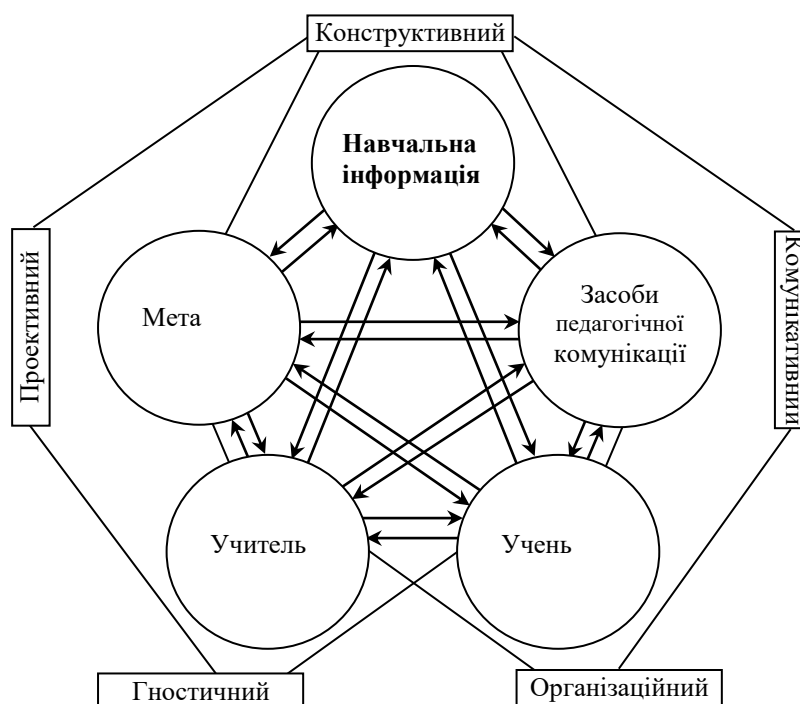 Конструктивний
Навчальна
інформація
Проективний
Комунікативний
Мета
Засоби
педагогічної
комунікації
Учитель
Учень
Гностичний
Організаційний